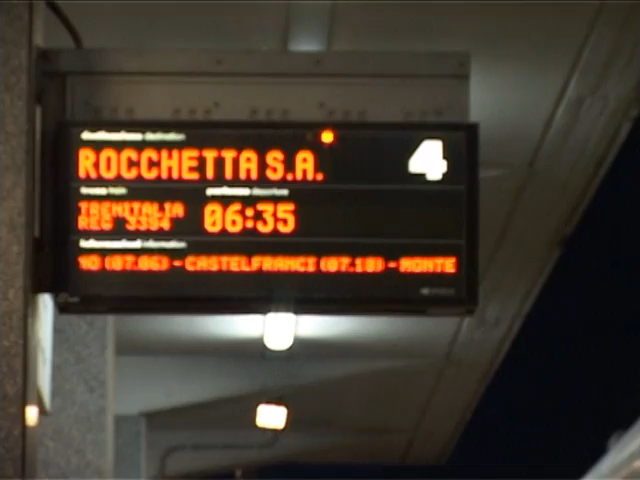 destinazione destination
ROCCHETTA S.A.
4
treno train
partenza departure
TRENITALIA
REG 3394
06:35
informazioni information
NO (07.06) - CASTELFRANCI (07.18) - MONTE